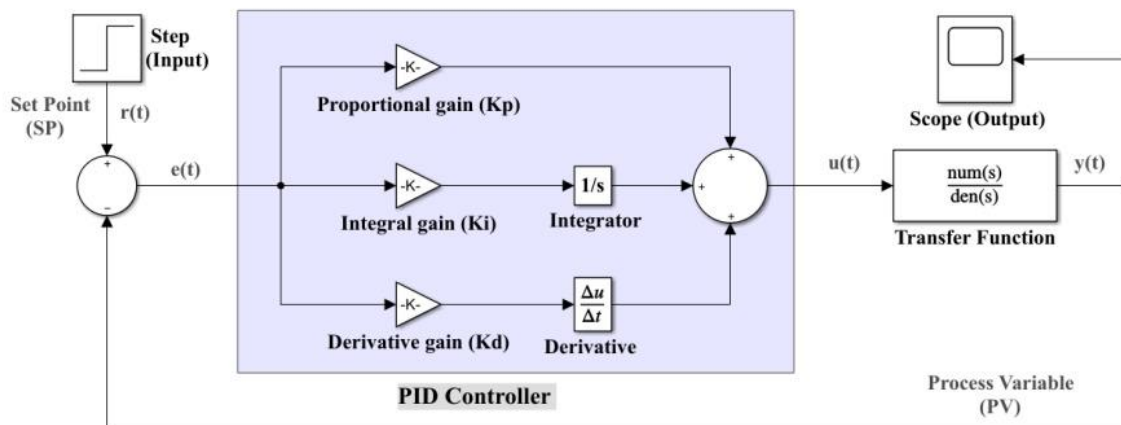 Step
(Input)
Set Point
(SP)
r(t)
+
−
e(t)
-K-
Proportional gain (Kp)
-K-
Integral gain (Ki)
1/s
Integrator
-K-
Derivative gain (Kd)
Δu
Δt
Derivative
+
+
+
PID Controller
u(t)
num(s)
den(s)
Transfer Function
y(t)
Scope (Output)
Process Variable
(PV)